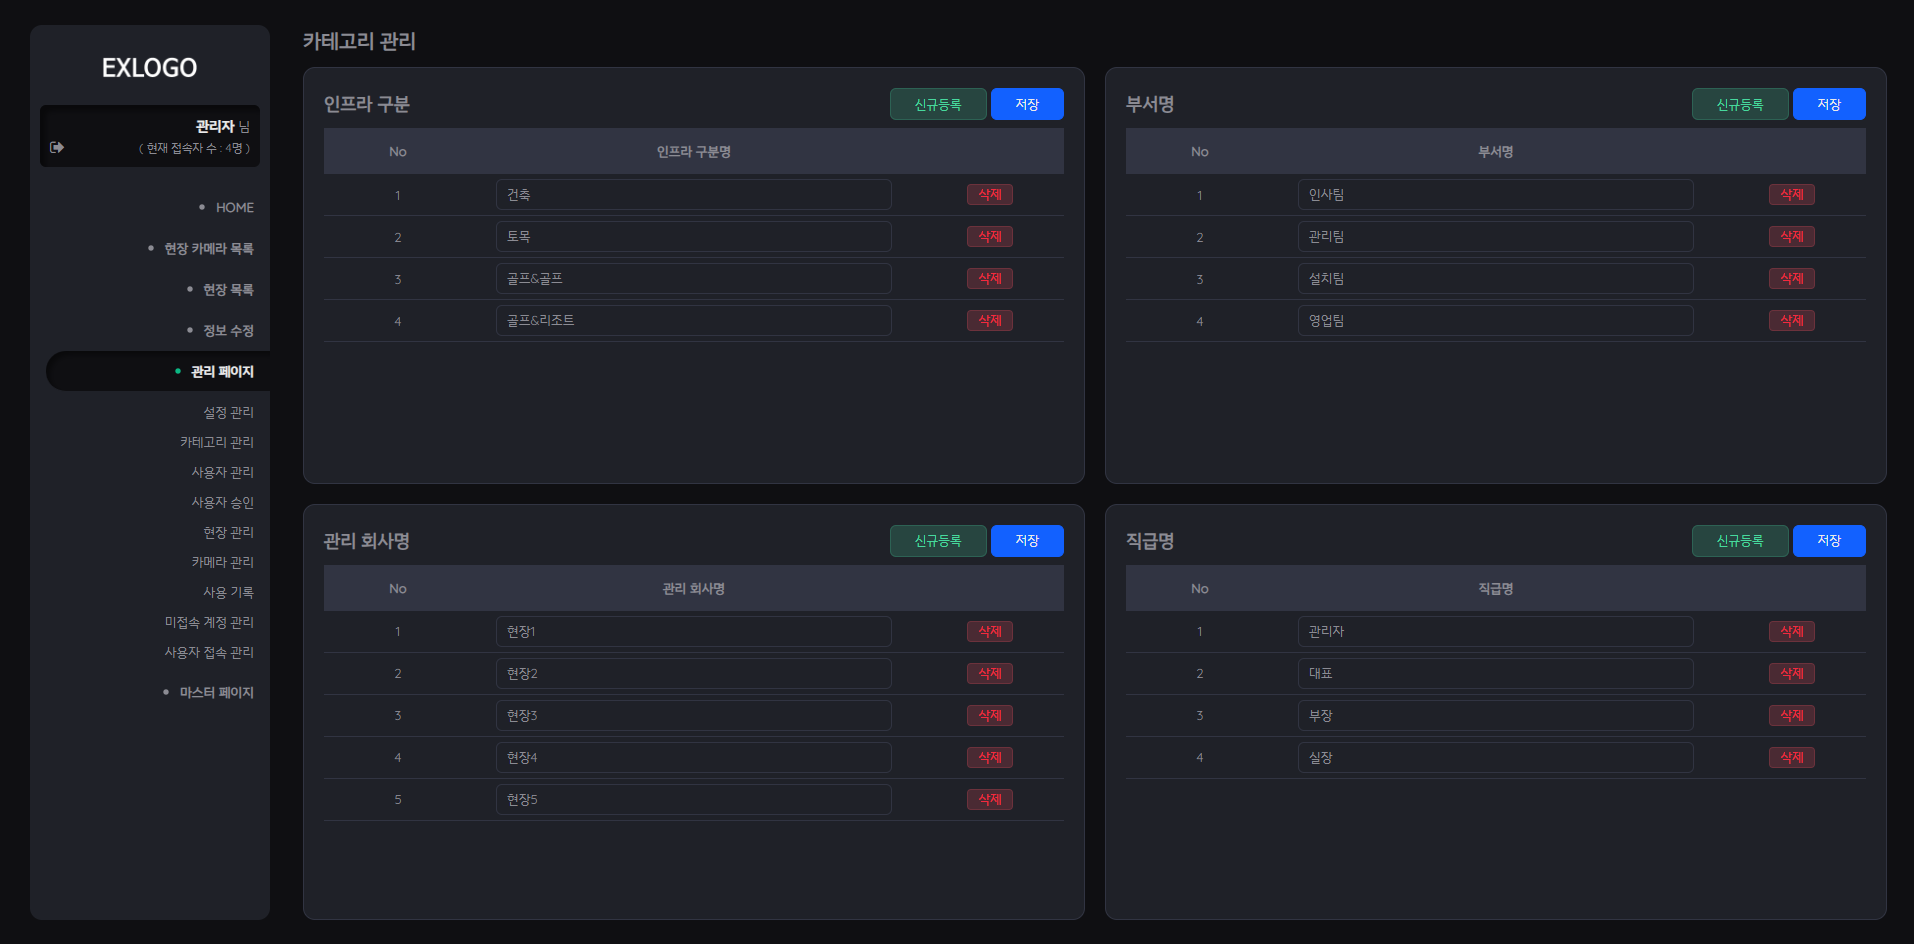 EXLOGO
관리자 님
( 현재 접속자 수 : 4명 )
HOME
현장 카메라 목록
현장 목록
정보 수정
관리 페이지
설정 관리
카테고리 관리
사용자 관리
사용자 승인
현장 관리
카메라 관리
사용 기록
미접속 계정 관리
사용자 접속 관리
마스터 페이지
카테고리 관리
인프라 구분 신규등록 저장
No 인프라 구분명
1 건축 삭제
2 토목 삭제
3 골프&골프 삭제
4 골프&리조트 삭제
부서명 신규등록 저장
No 부서명
1 인사팀 삭제
2 관리팀 삭제
3 설치팀 삭제
4 영업팀 삭제
관리 회사명 신규등록 저장
No 관리 회사명
1 현장1 삭제
2 현장2 삭제
3 현장3 삭제
4 현장4 삭제
5 현장5 삭제
직급명 신규등록 저장
No 직급명
1 관리자 삭제
2 대표 삭제
3 부장 삭제
4 실장 삭제